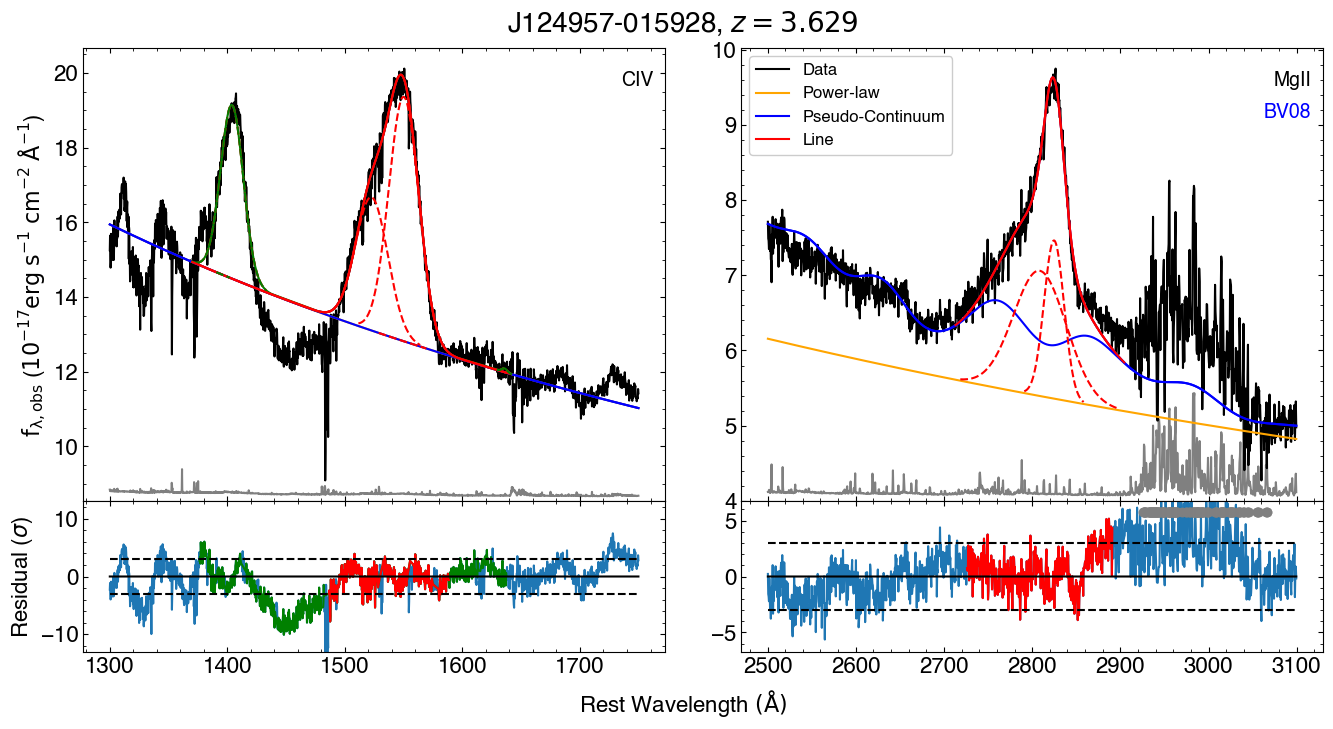 J124957-015928, z = 3.629
CIV
20
18
16
14
12
10
f_λ,obs (10^−17 erg s^−1 cm^−2 Å^−1)
10
0
−10
Residual (σ)
1300 1400 1500 1600 1700
Data
Power-law
Pseudo-Continuum
Line
MgII
BV08
10
9
8
7
6
5
4
5
0
−5
2500 2600 2700 2800 2900 3000 3100
Rest Wavelength (Å)